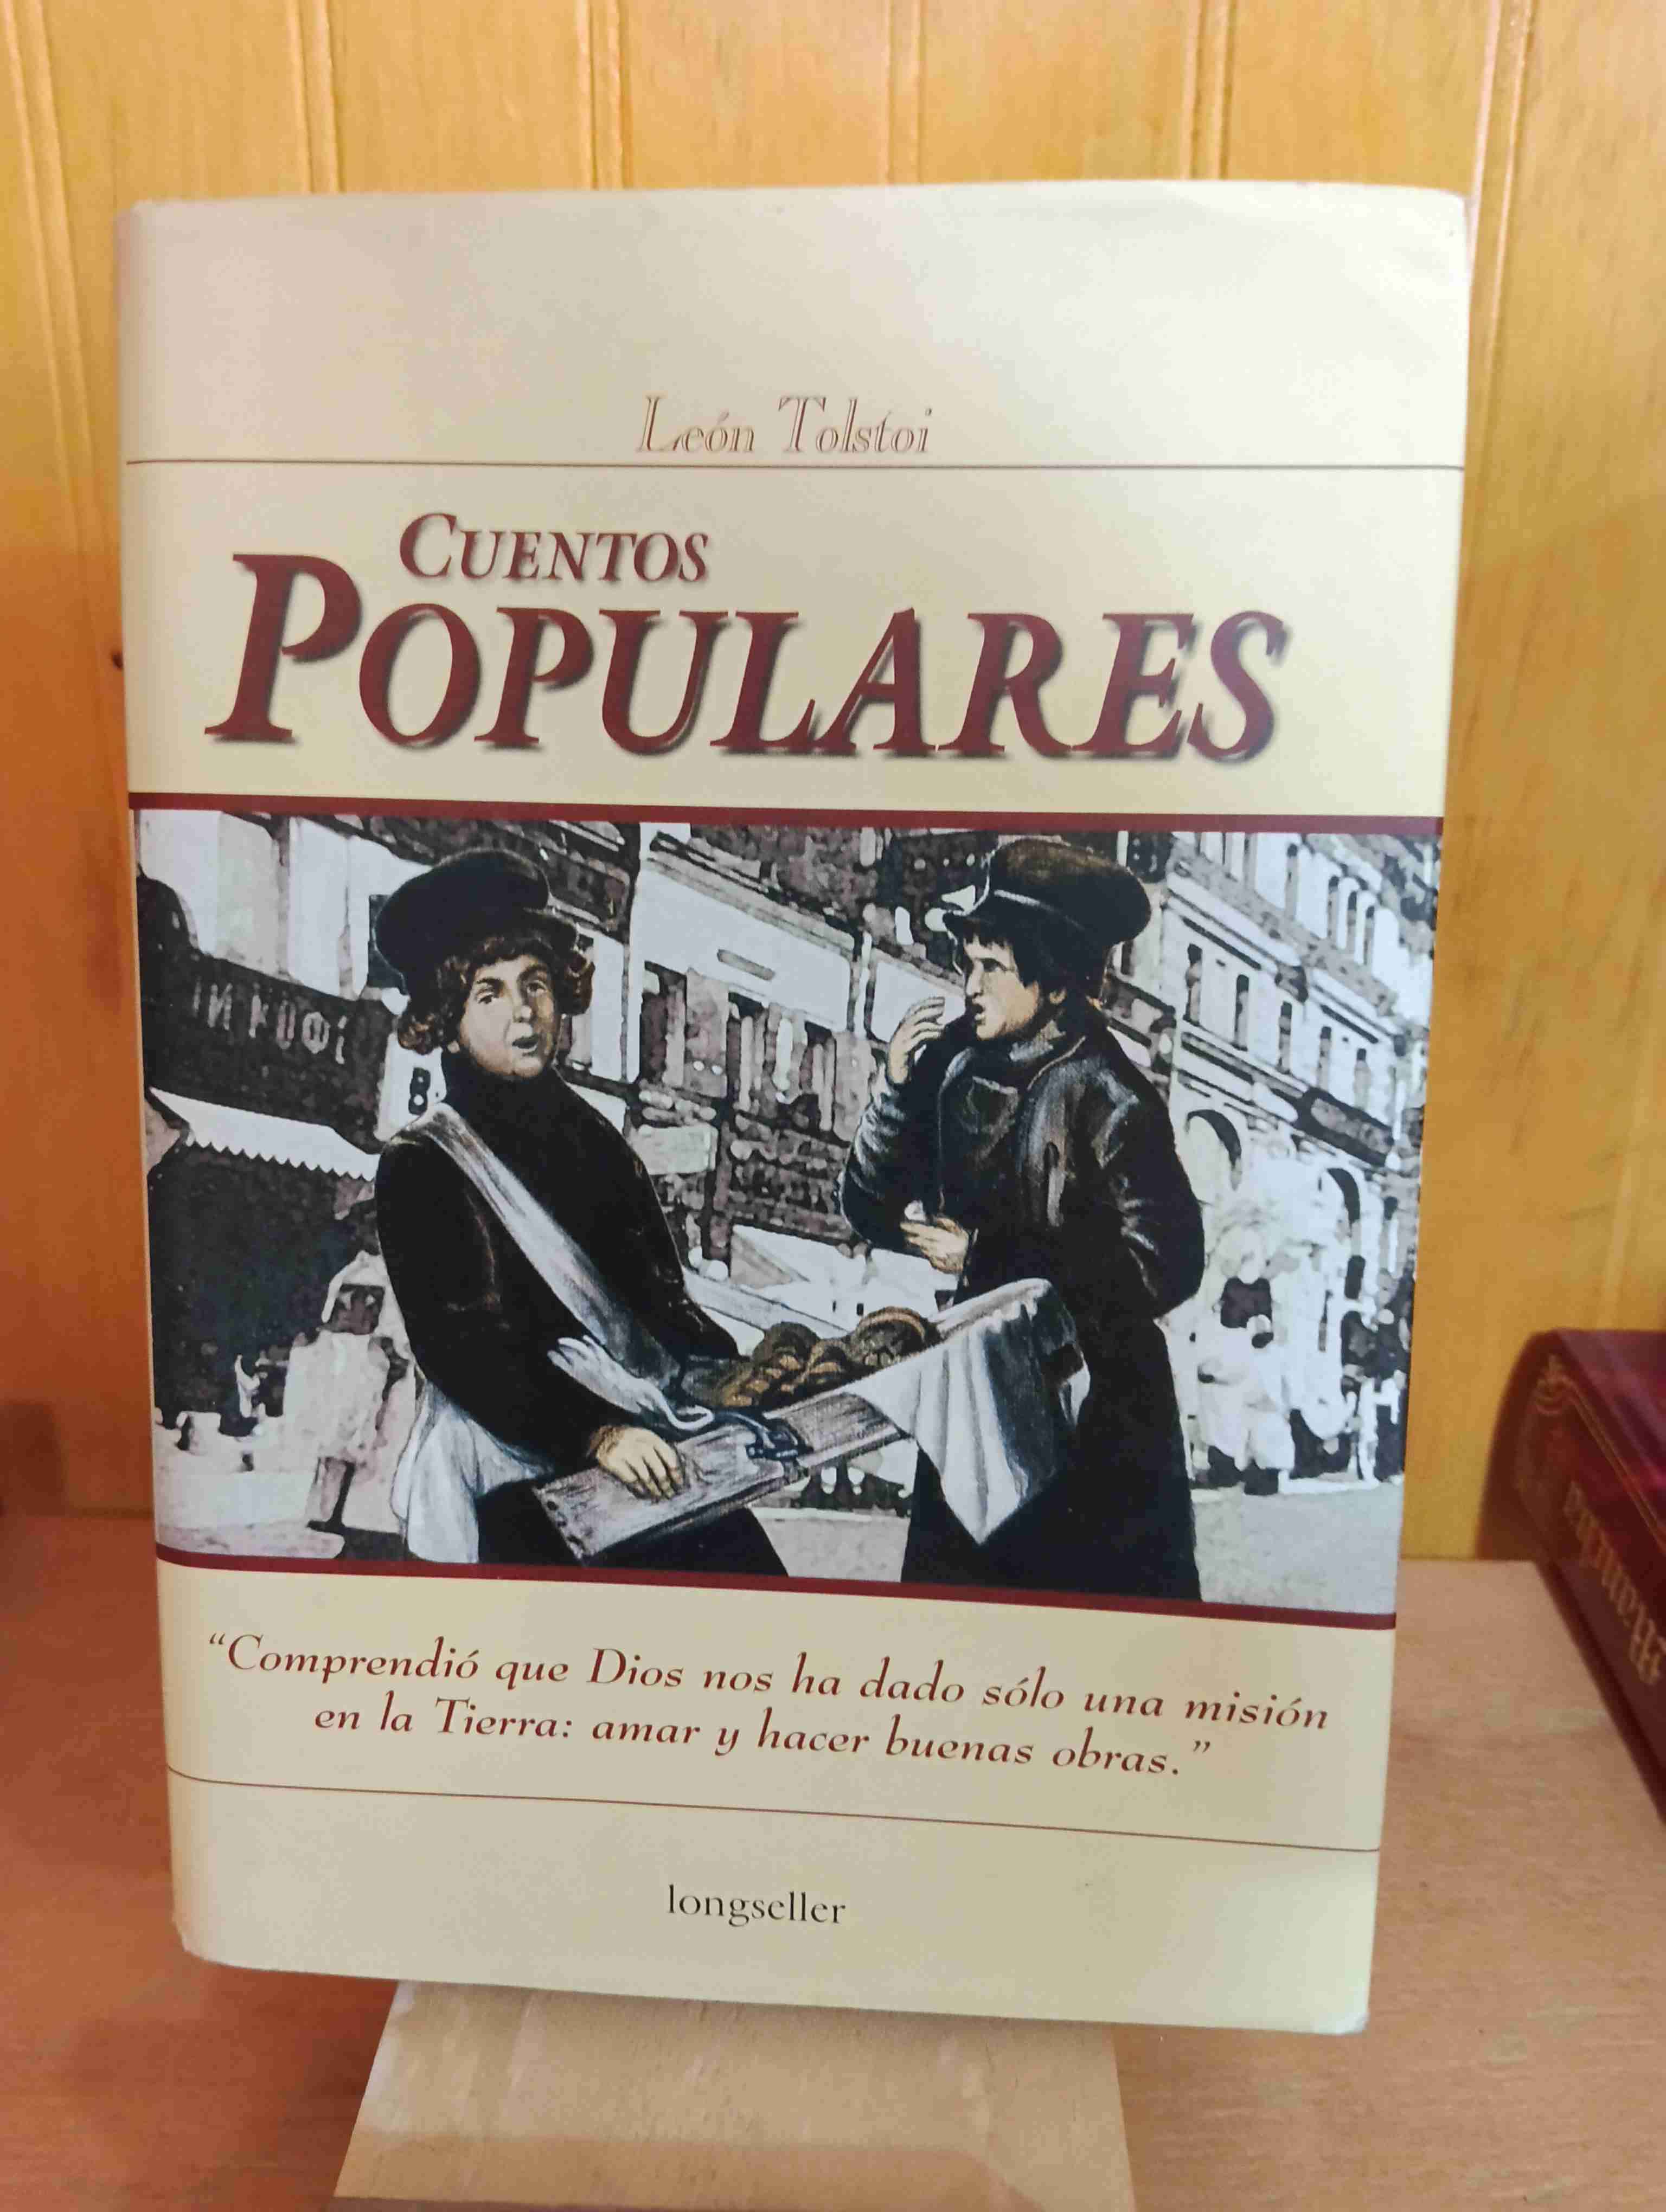 León Tolstoi
CUENTOS
POPULARES
“Comprendió que Dios nos ha dado sólo una misión
en la Tierra: amar y hacer buenas obras.”
longseller